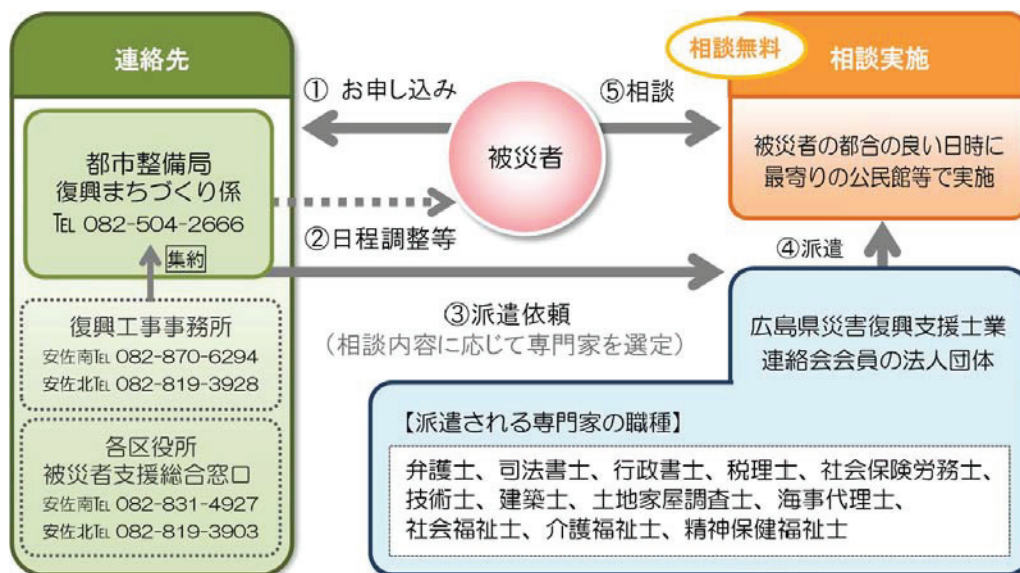 連絡先
都市整備局
復興まちづくり係
TEL 082-504-2666
集約
復興工事事務所
安佐南TEL 082-870-6294
安佐北TEL 082-819-3928
各区役所
被災者支援総合窓口
安佐南TEL 082-831-4927
安佐北TEL 082-819-3903
① お申し込み
被災者
②日程調整等
③派遣依頼
(相談内容に応じて専門家を選定)
⑤相談
相談無料
相談実施
被災者の都合の良い日時に
最寄りの公民館等で実施
④派遣
広島県災害復興支援士業
連絡会会員の法人団体
【派遣される専門家の職種】
弁護士、司法書士、行政書士、税理士、社会保険労務士、
技術士、建築士、土地家屋調査士、海事代理士、
社会福祉士、介護福祉士、精神保健福祉士